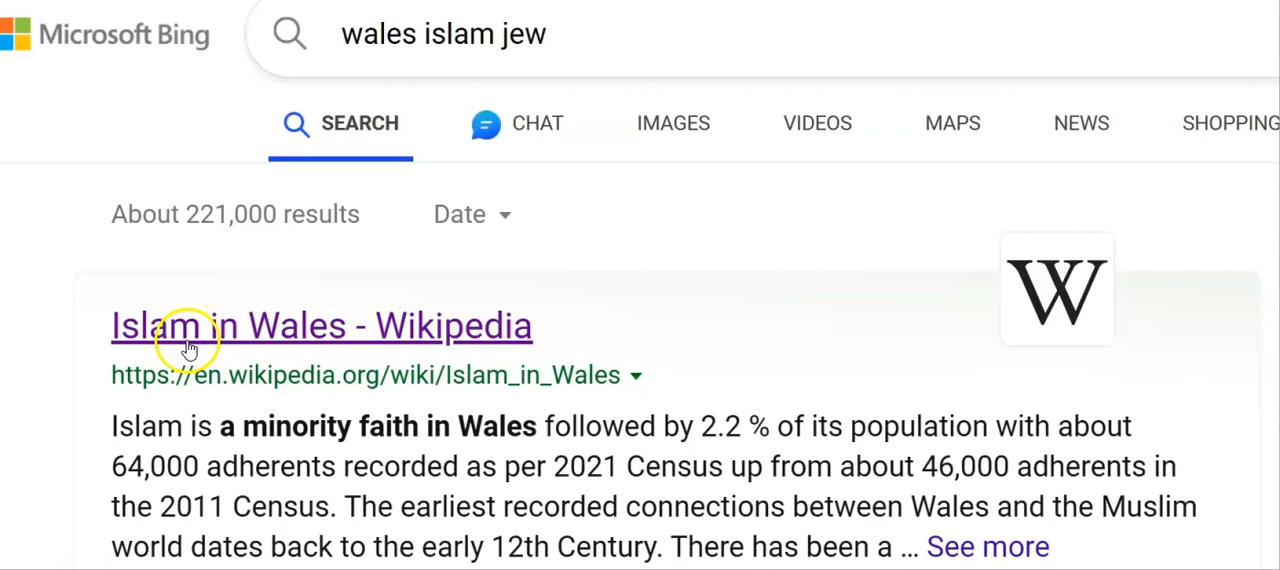 Microsoft Bing
wales islam jew
SEARCH CHAT IMAGES VIDEOS MAPS NEWS SHOPPING
About 221,000 results Date
W
Islam in Wales - Wikipedia
https://en.wikipedia.org/wiki/Islam_in_Wales
Islam is a minority faith in Wales followed by 2.2 % of its population with about
64,000 adherents recorded as per 2021 Census up from about 46,000 adherents in
the 2011 Census. The earliest recorded connections between Wales and the Muslim
world dates back to the early 12th Century. There has been a ... See more